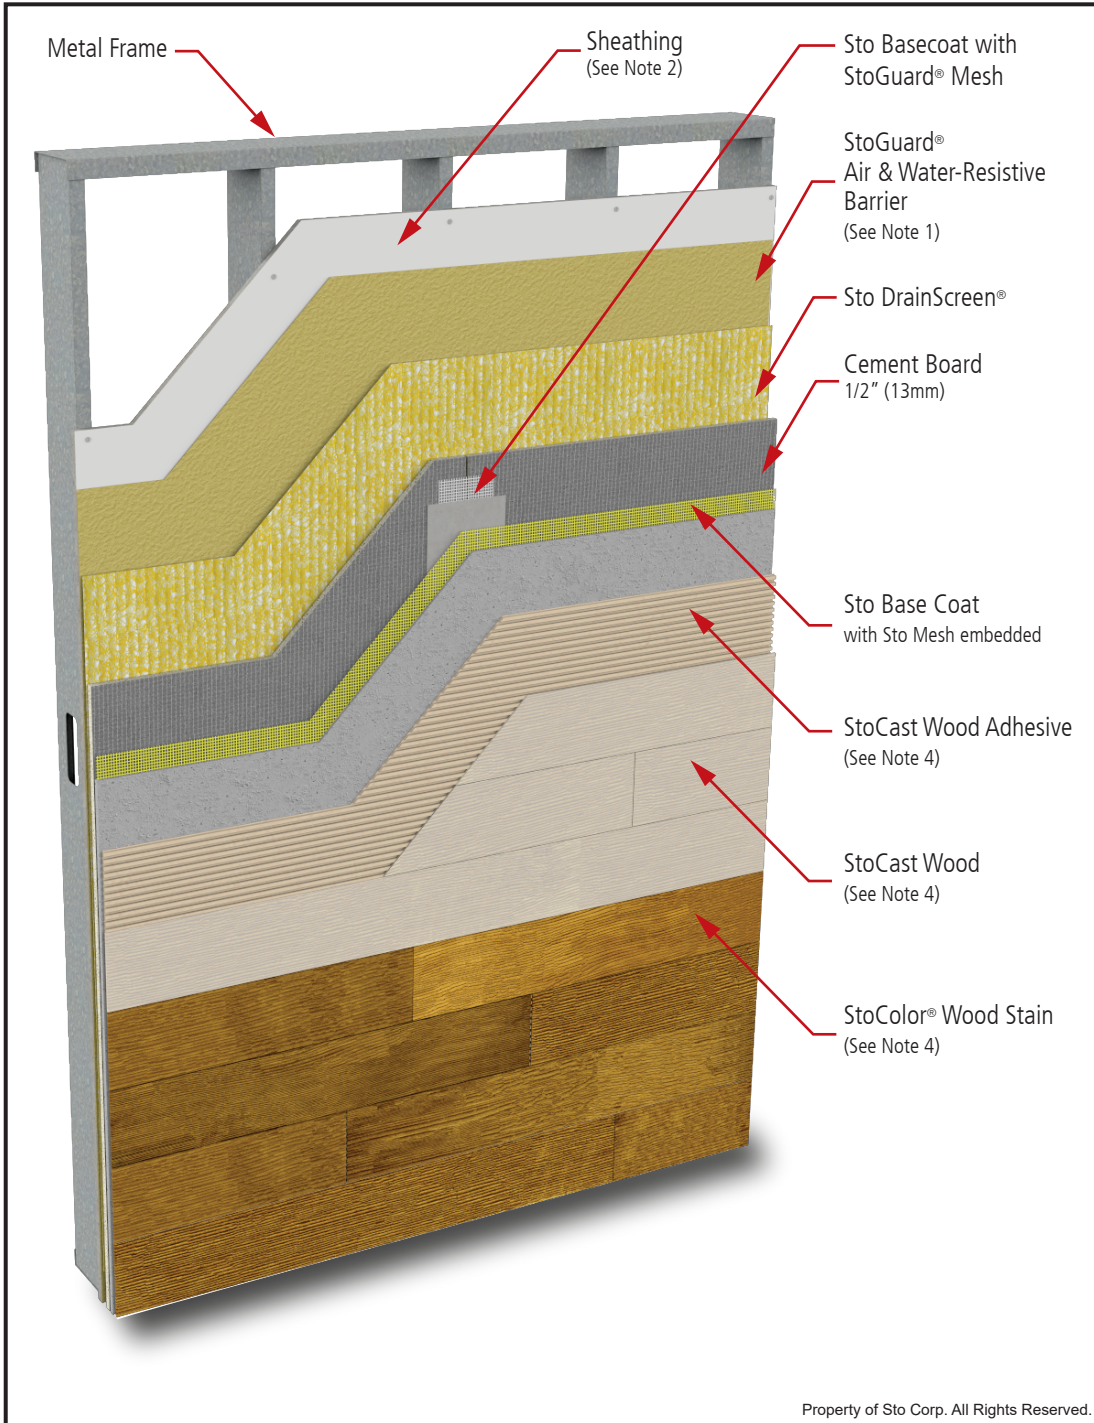 Metal Frame
Sheathing
(See Note 2)
Sto Basecoat with
StoGuard® Mesh
StoGuard®
Air & Water-Resistive
Barrier
(See Note 1)
Sto DrainScreen®
Cement Board
1/2” (13mm)
Sto Base Coat
with Sto Mesh embedded
StoCast Wood Adhesive
(See Note 4)
StoCast Wood
(See Note 4)
StoColor® Wood Stain
(See Note 4)
Property of Sto Corp. All Rights Reserved.